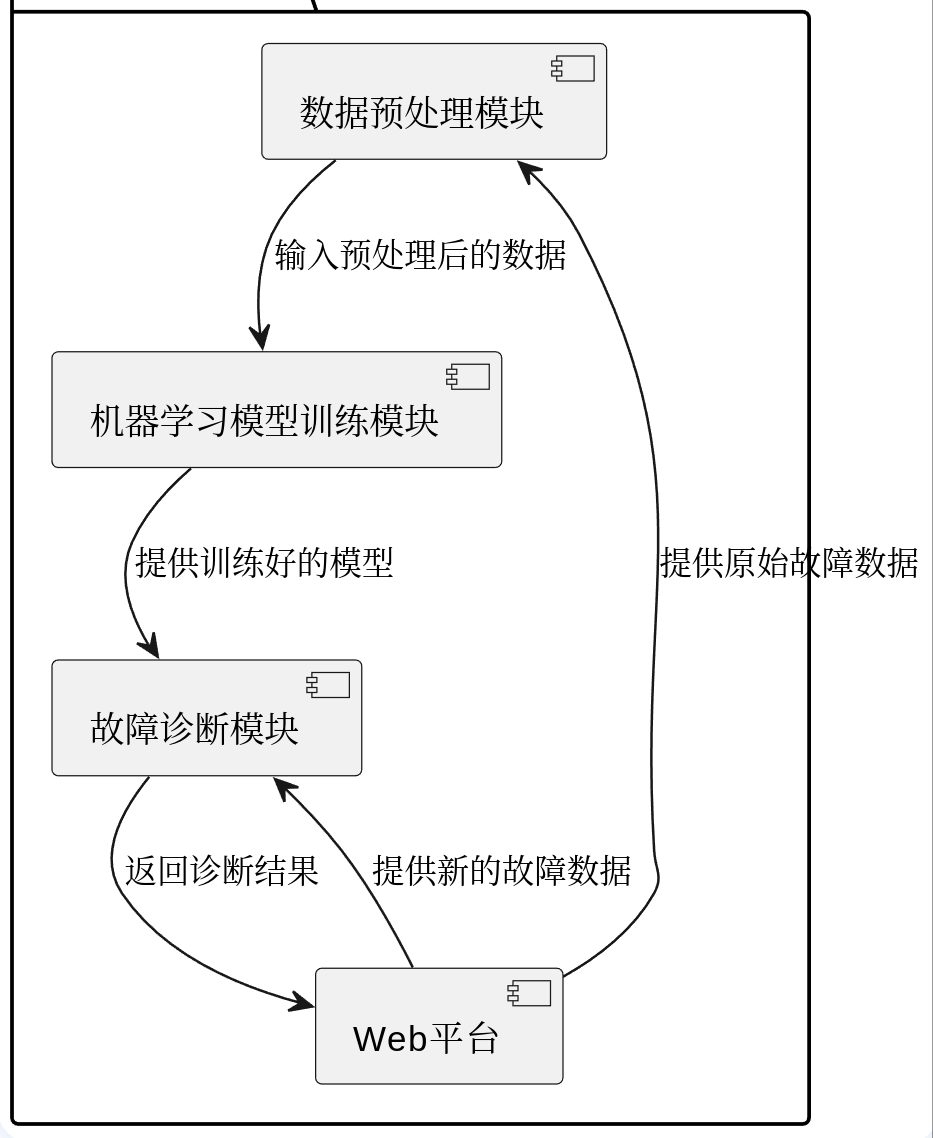 数据预处理模块
输入预处理后的数据
机器学习模型训练模块
提供训练好的模型
提供原始故障数据
故障诊断模块
返回诊断结果
提供新的故障数据
Web平台